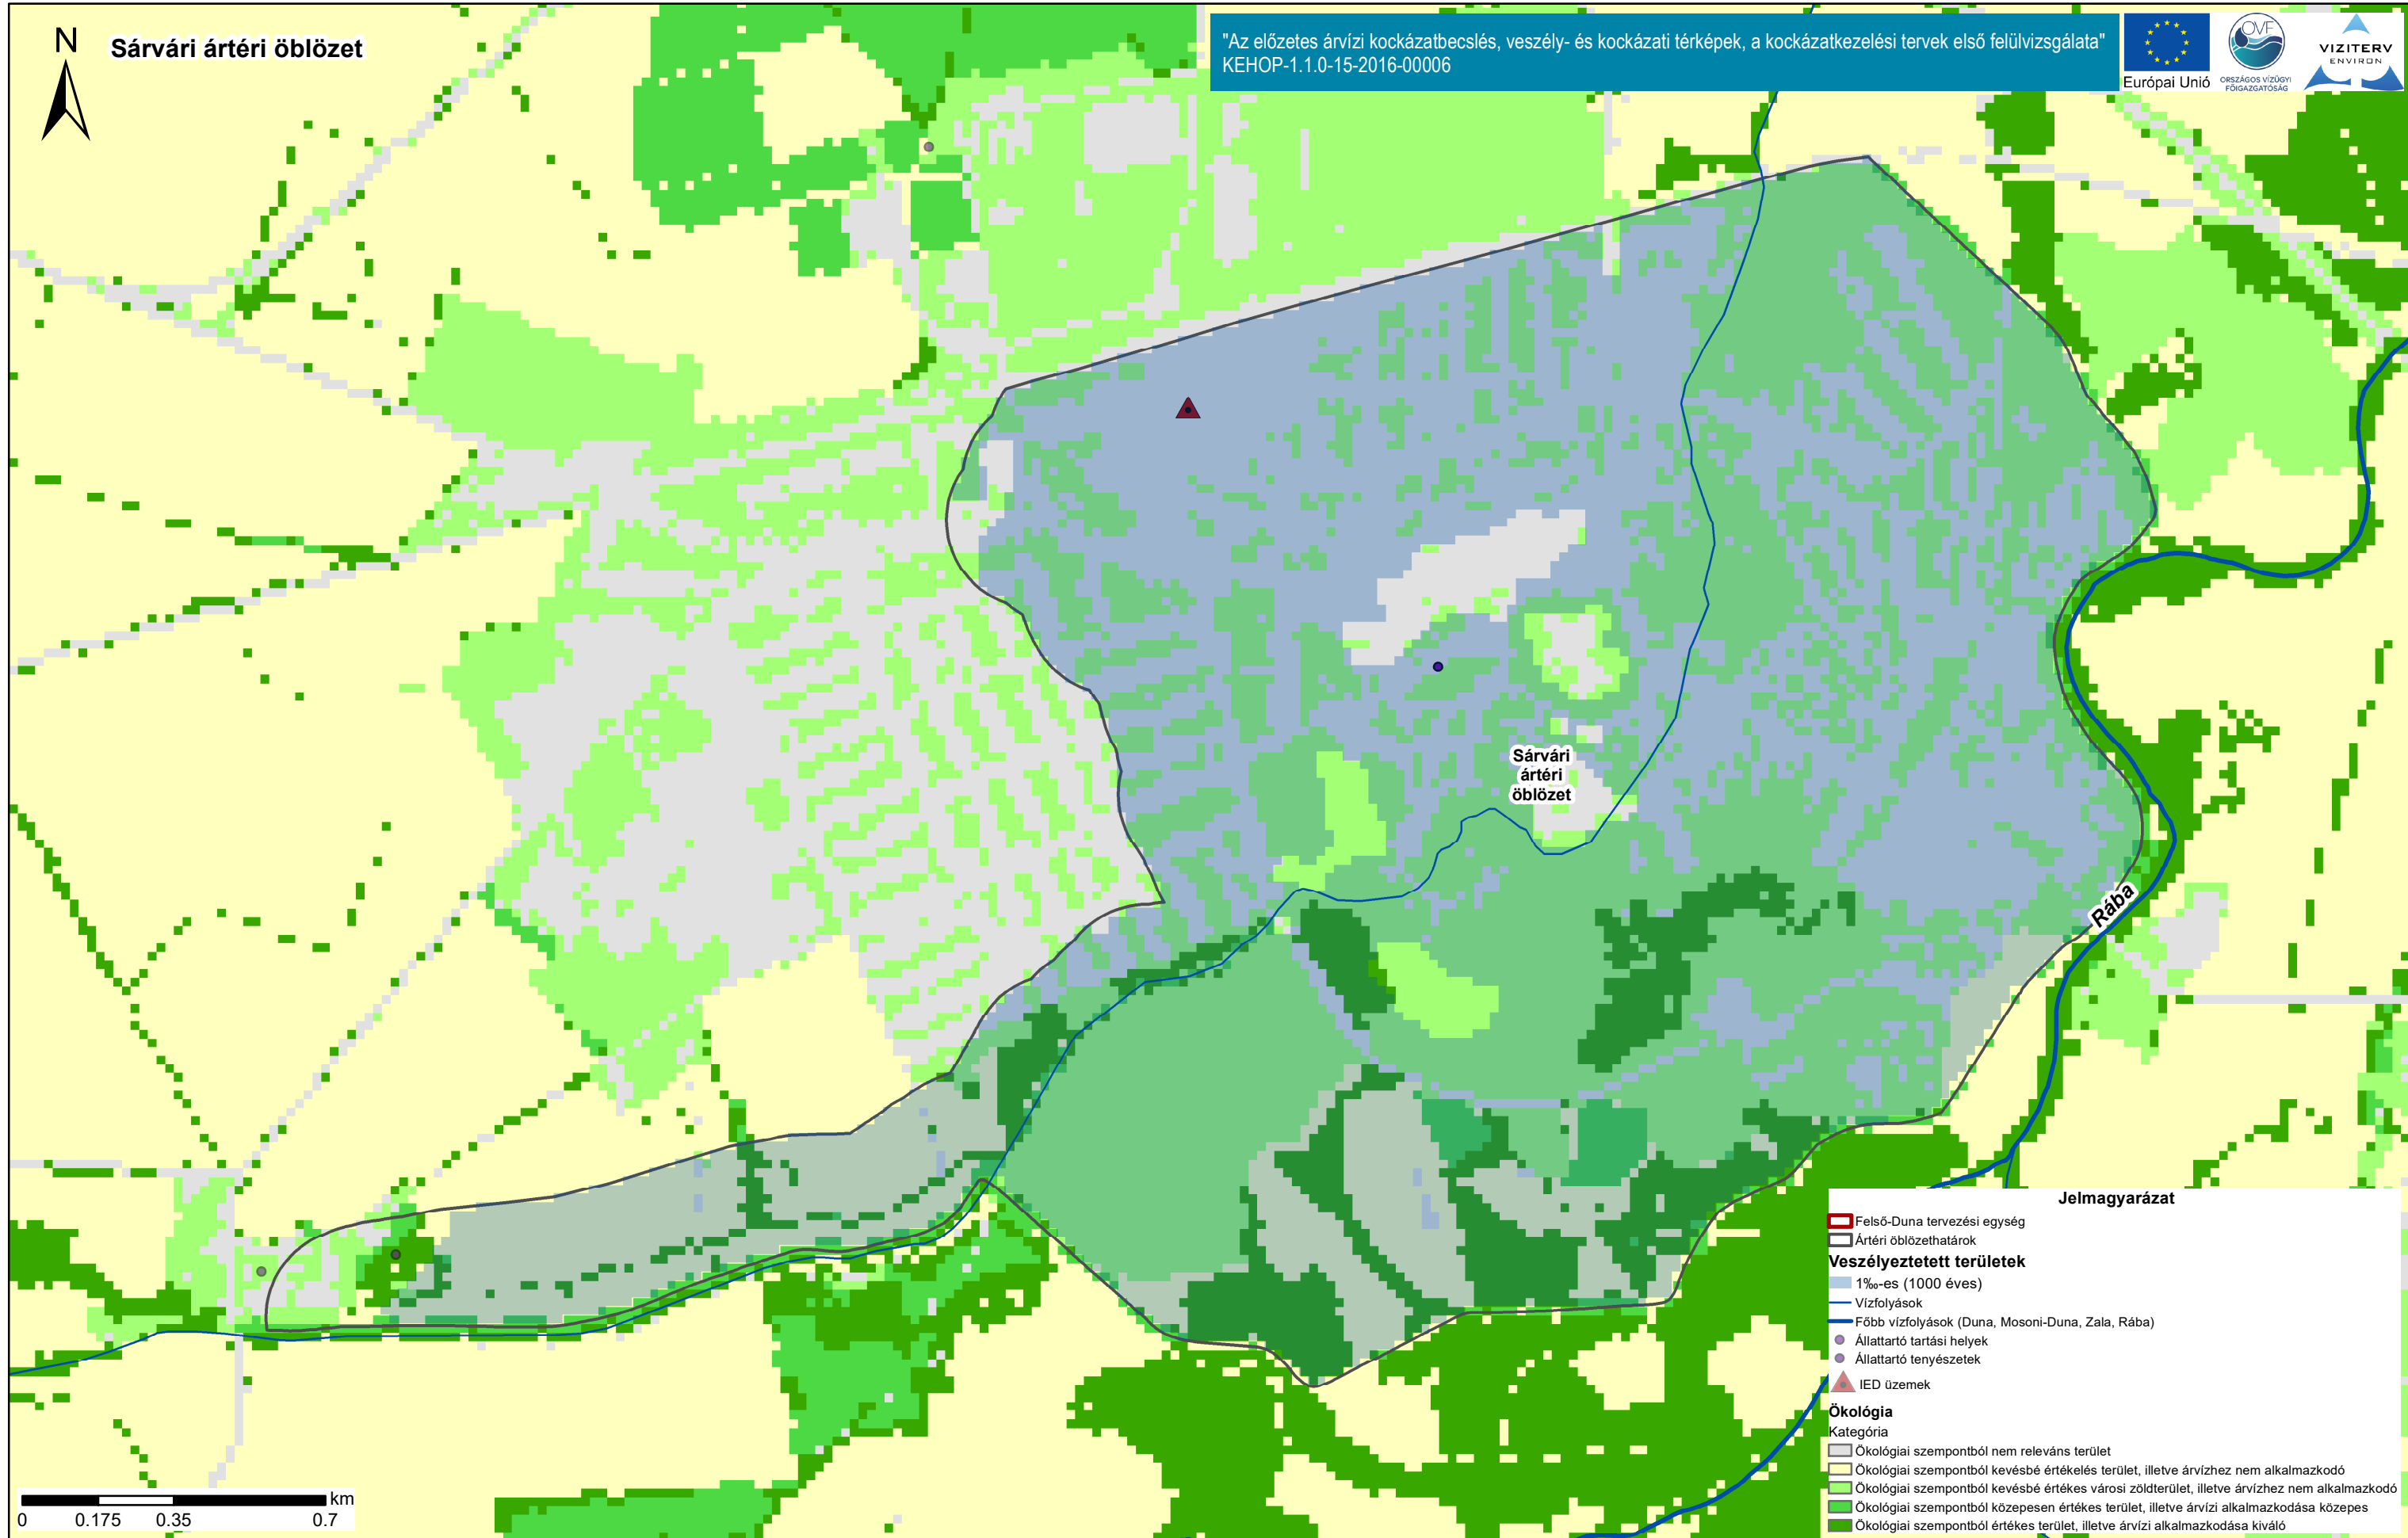 N
Sárvári ártéri öblözet
"Az előzetes árvízi kockázatbecslés, veszély- és kockázati térképek, a kockázatkezelési tervek első felülvizsgálata"
KEHOP-1.1.0-15-2016-00006
Európai Unió
OVF
ORSZÁGOS VÍZÜGYI
FŐIGAZGATÓSÁG
VIZITERV
ENVIRON
Sárvári
ártéri
öblözet
Rába
km
0 0.175 0.35 0.7
Jelmagyarázat
Felső-Duna tervezési egység
Ártéri öblözethatárok
Veszélyeztetett területek
1‰-es (1000 éves)
Vízfolyások
Főbb vízfolyások (Duna, Mosoni-Duna, Zala, Rába)
Állattartó tartási helyek
Állattartó tenyészetek
IED üzemek
Ökológia
Kategória
Ökológiai szempontból nem releváns terület
Ökológiai szempontból kevésbé értékelés terület, illetve árvízhez nem alkalmazkodó
Ökológiai szempontból kevésbé értékes városi zöldterület, illetve árvízhez nem alkalmazkodó
Ökológiai szempontból közepesen értékes terület, illetve árvízi alkalmazkodása közepes
Ökológiai szempontból értékes terület, illetve árvízi alkalmazkodása kiváló